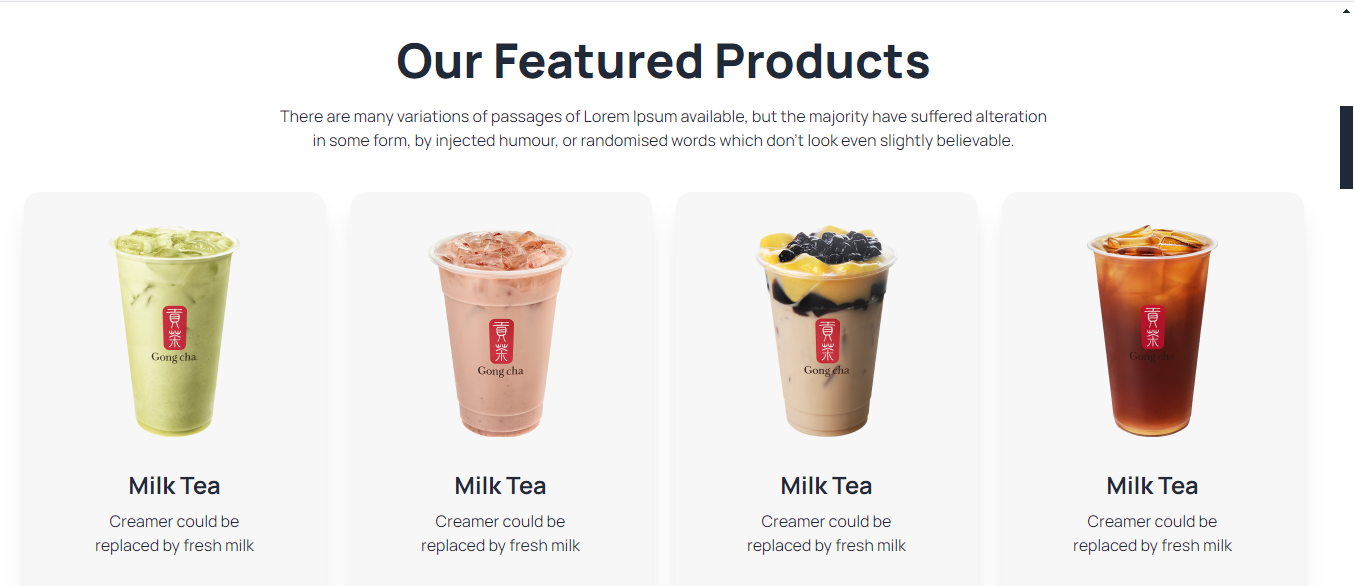 Our Featured Products
There are many variations of passages of Lorem Ipsum available, but the majority have suffered alteration
in some form, by injected humour, or randomised words which don't look even slightly believable.
貢茶
Gong cha
貢茶
Gong cha
貢茶
Gong cha
貢茶
Gong cha
Milk Tea
Milk Tea
Milk Tea
Milk Tea
Creamer could be
replaced by fresh milk
Creamer could be
replaced by fresh milk
Creamer could be
replaced by fresh milk
Creamer could be
replaced by fresh milk